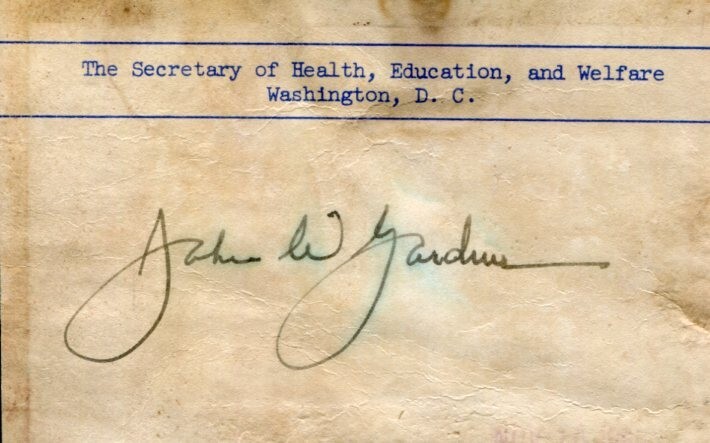 The Secretary of Health, Education, and Welfare
Washington, D. C.
John W Gardner